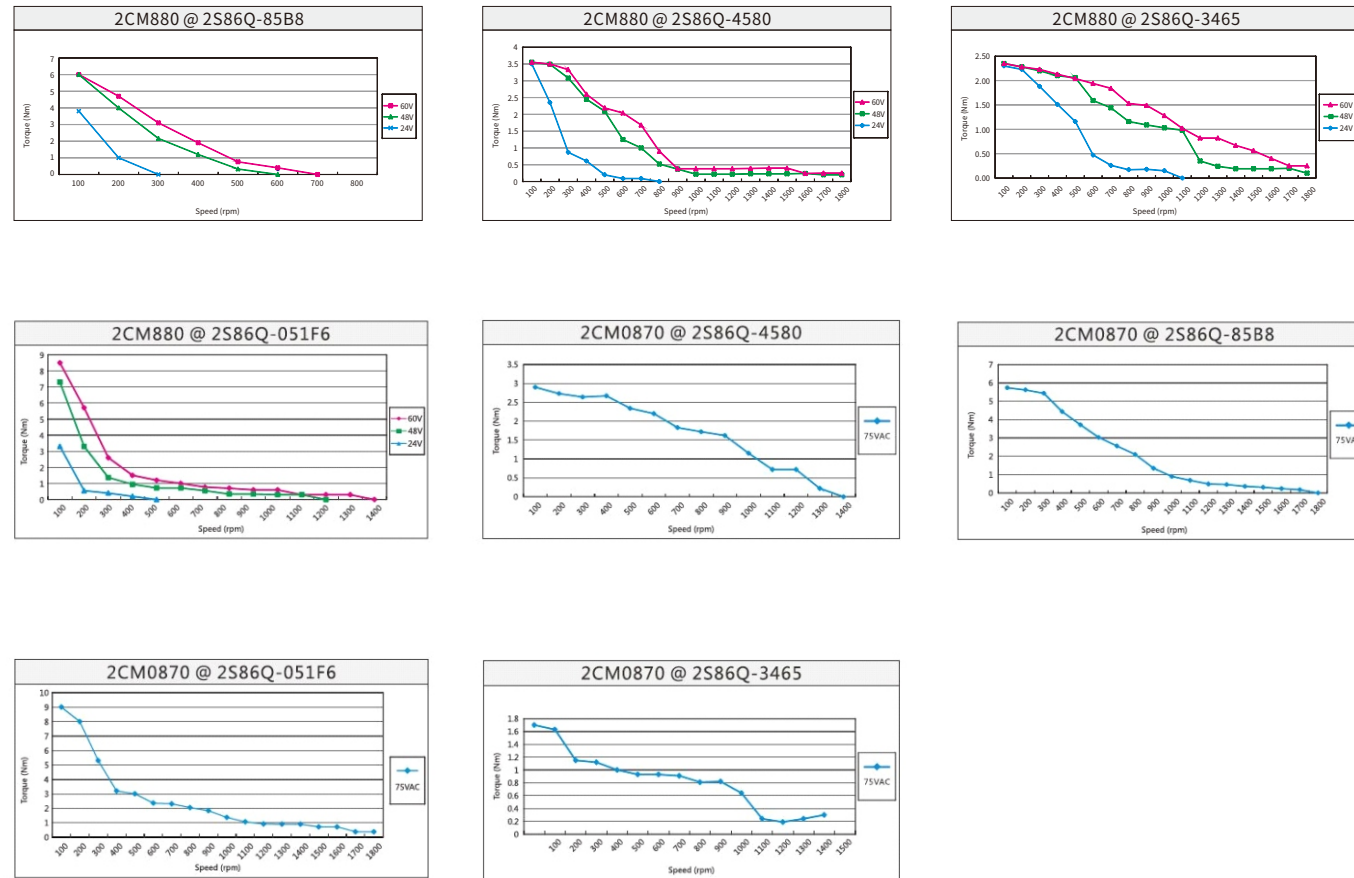 2CM880 @ 2S86Q-85B8
7
6
5
4
3
2
1
0
Torque (Nm)
100 200 300 400 500 600 700 800
Speed (rpm)
60V
48V
24V
2CM880 @ 2S86Q-4580
4
3.5
3
2.5
2
1.5
1
0.5
0
Torque (Nm)
100 200 300 400 500 600 700 800 900 1000 1100 1200 1300 1400 1500 1600 1700 1800
Speed (rpm)
60V
48V
24V
2CM880 @ 2S86Q-3465
2.50
2.00
1.50
1.00
0.50
0.00
Torque (Nm)
100 200 300 400 500 600 700 800 900 1000 1100 1200 1300 1400 1500 1600 1700 1800
Speed (rpm)
60V
48V
24V
2CM880 @ 2S86Q-051F6
9
8
7
6
5
4
3
2
1
0
Torque (Nm)
100 200 300 400 500 600 700 800 900 1000 1100 1200 1300 1400
Speed (rpm)
60V
48V
24V
2CM0870 @ 2S86Q-4580
3.5
3
2.5
2
1.5
1
0.5
0
Torque (Nm)
100 200 300 400 500 600 700 800 900 1000 1100 1200 1300 1400
Speed (rpm)
75VAC
2CM0870 @ 2S86Q-85B8
7
6
5
4
3
2
1
0
Torque (Nm)
100 200 300 400 500 600 700 800 900 1000 1100 1200 1300 1400 1500 1600 1700 1800
Speed (rpm)
2CM0870 @ 2S86Q-051F6
10
9
8
7
6
5
4
3
2
1
0
Torque (Nm)
100 200 300 400 500 600 700 800 900 1000 1100 1200 1300 1400 1500 1600 1700 1800
Speed (rpm)
75VAC
2CM0870 @ 2S86Q-3465
1.8
1.6
1.4
1.2
1
0.8
0.6
0.4
0.2
0
Torque (Nm)
100 200 300 400 500 600 700 800 900 1000 1100 1200 1300 1400 1500
Speed (rpm)
75VAC